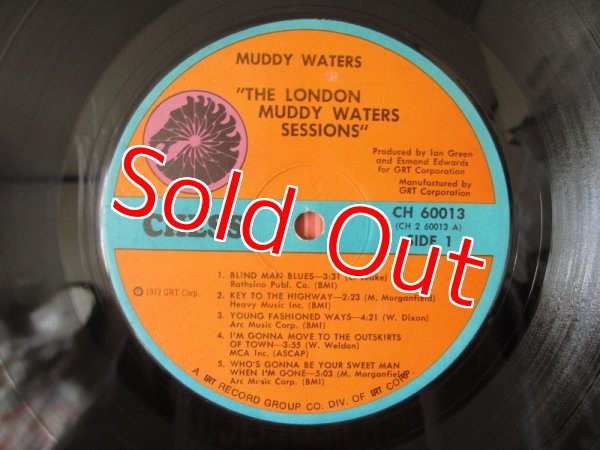 MUDDY WATERS
"THE LONDON
MUDDY WATERS
SESSIONS"
Produced by Ian Green
and Esmond Edwards
for GRT Corporation
Manufactured by
GRT Corporation
Sold Out
CHESS
CH 60013
(CH 2 60013 A)
SIDE 1
℗ 1972 GRT Corp.
1. BLIND MAN BLUES—3:31
Rathsino Publ. Co. (BMI)
2. KEY TO THE HIGHWAY—2:23 (M. Morganfield)
Heavy Music Inc. (BMI)
3. YOUNG FASHIONED WAYS—4:21 (W. Dixon)
Arc Music Corp. (BMI)
4. I'M GONNA MOVE TO THE OUTSKIRTS
OF TOWN—3:55 (W. Weldon)
MCA Inc. (ASCAP)
5. WHO'S GONNA BE YOUR SWEET MAN
WHEN I'M GONE—5:03 (M. Morganfield)
Arc Music Corp. (BMI)
A GRT RECORD GROUP CO. DIV. OF GRT CORP.